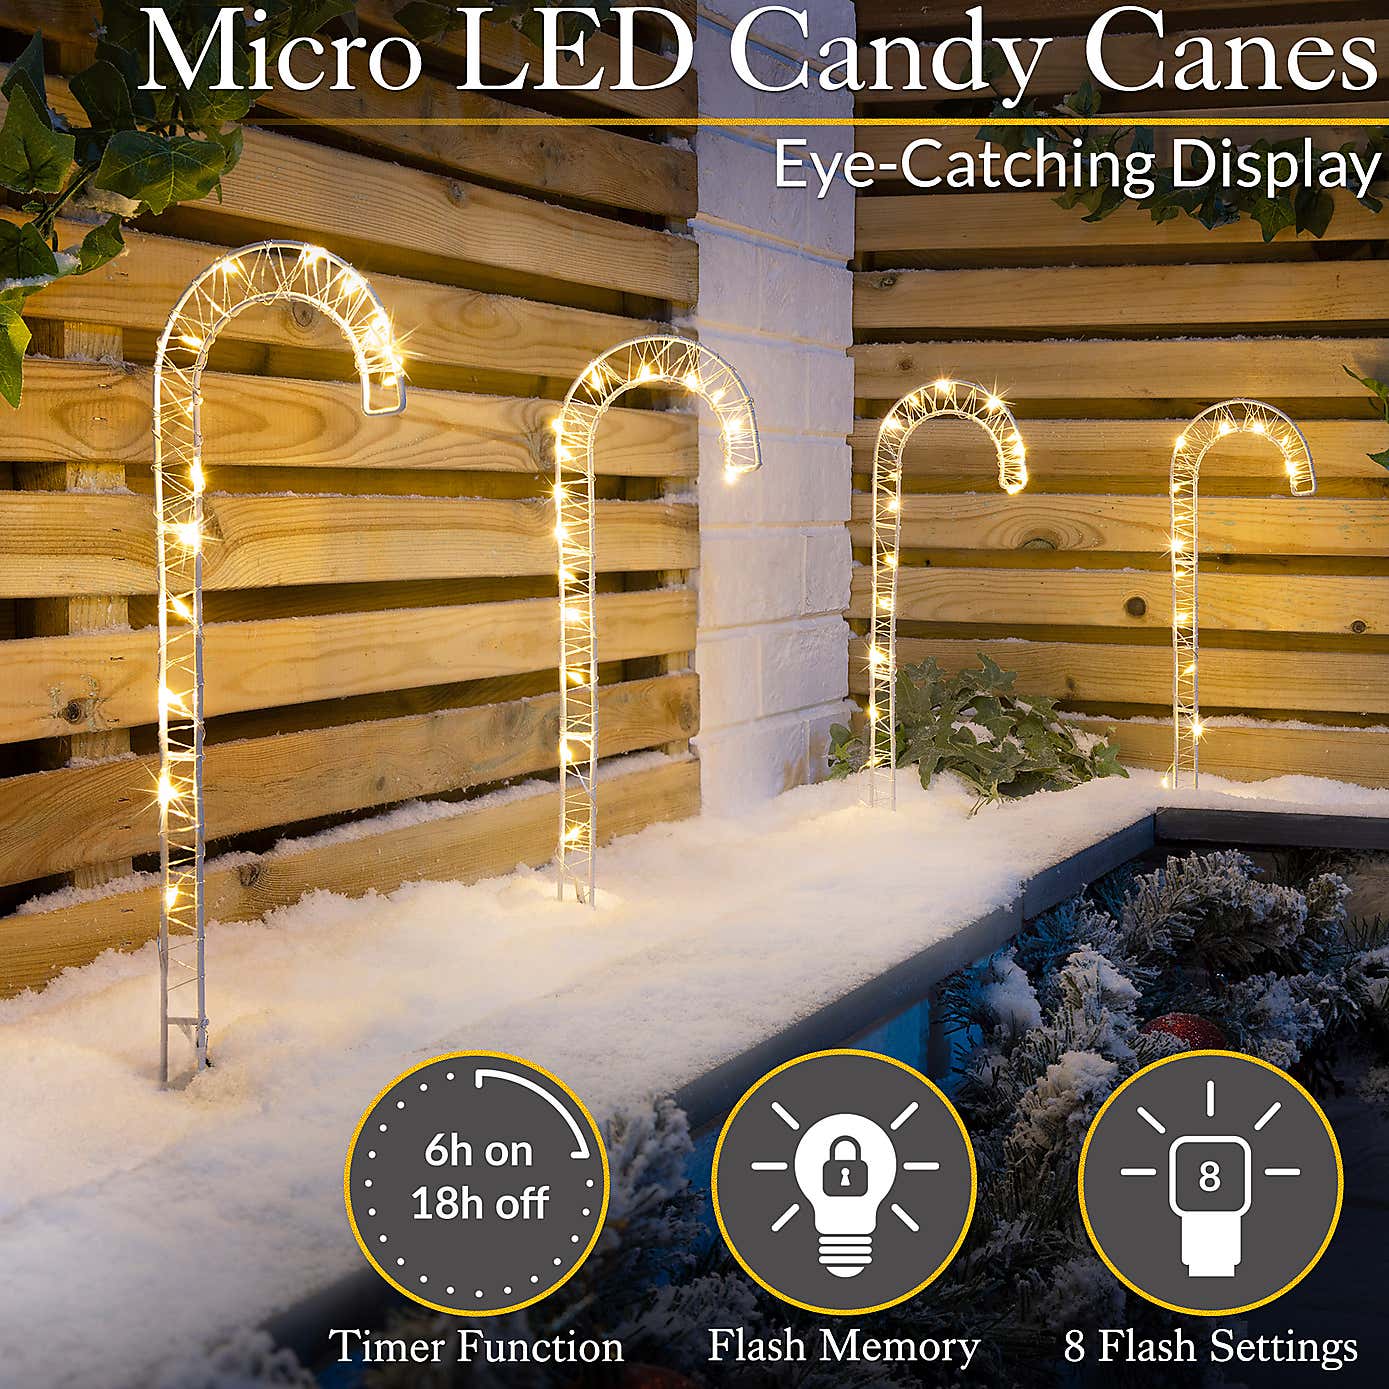 Micro LED Candy Canes
Eye-Catching Display
6h on
18h off
8
Timer Function
Flash Memory
8 Flash Settings